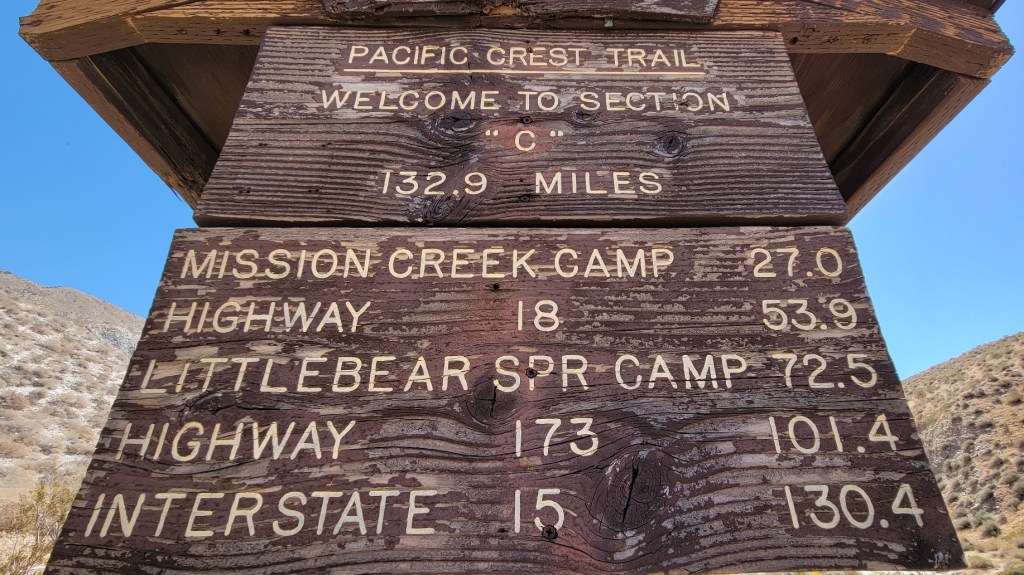 PACIFIC CREST TRAIL
WELCOME TO SECTION
"C"
132.9 MILES
MISSION CREEK CAMP 27.0
HIGHWAY 18 53.9
LITTLEBEAR SPR CAMP 72.5
HIGHWAY 173 101.4
INTERSTATE 15 130.4